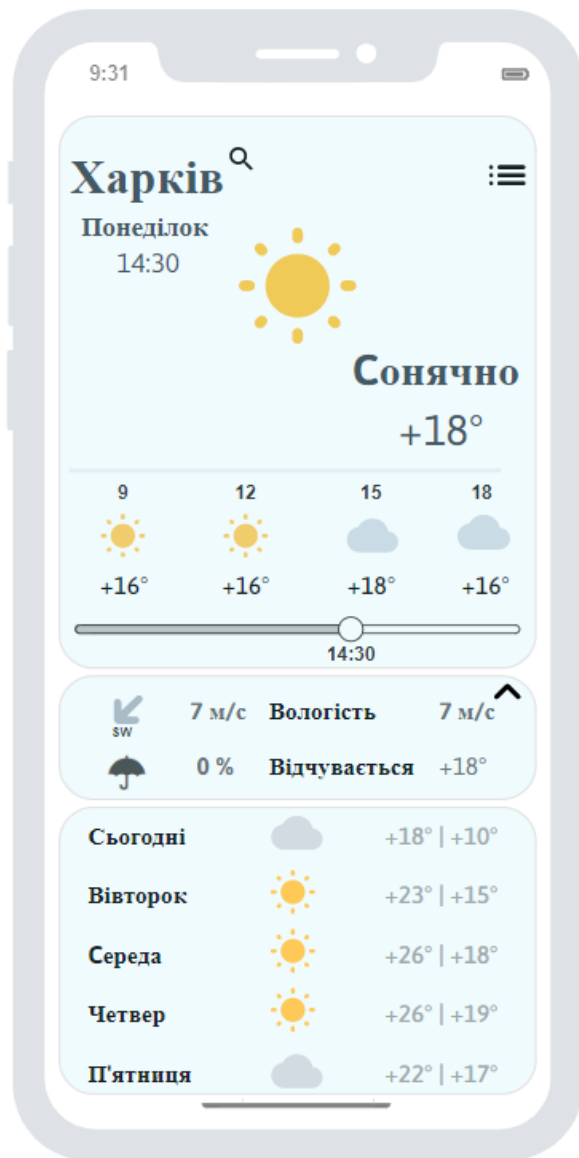 9:31
Харків
Понеділок
14:30
Сонячно
+18°
9 12 15 18
+16° +16° +18° +16°
14:30
SW 7 м/с Вологість 7 м/с
0 % Відчувається +18°
Сьогодні +18° | +10°
Вівторок +23° | +15°
Середа +26° | +18°
Четвер +26° | +19°
П'ятниця +22° | +17°